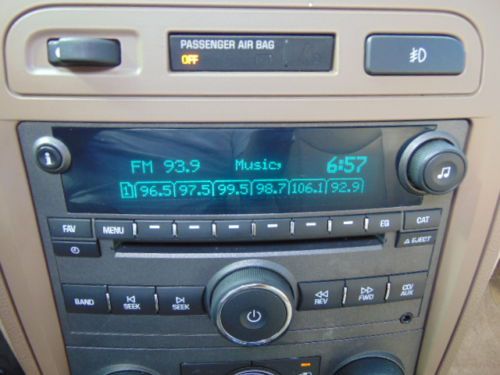 PASSENGER AIR BAG
OFF
FM 93.9 Music, 6:57
1 96.5 97.5 99.5 98.7 106.1 92.9
FAV MENU EQ CAT
EJECT
BAND SEEK SEEK REV FWD CD/AUX